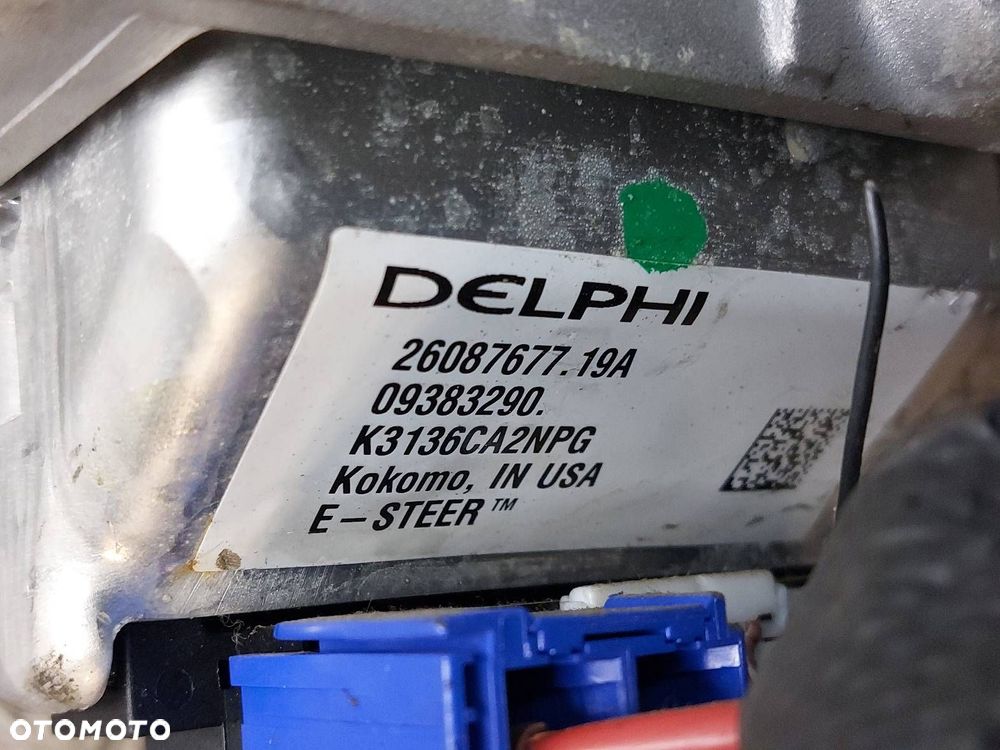 DELPHI
26087677.19A
09383290.
K3136CA2NPG
Kokomo, IN USA
E-STEER™
OTOMOTO